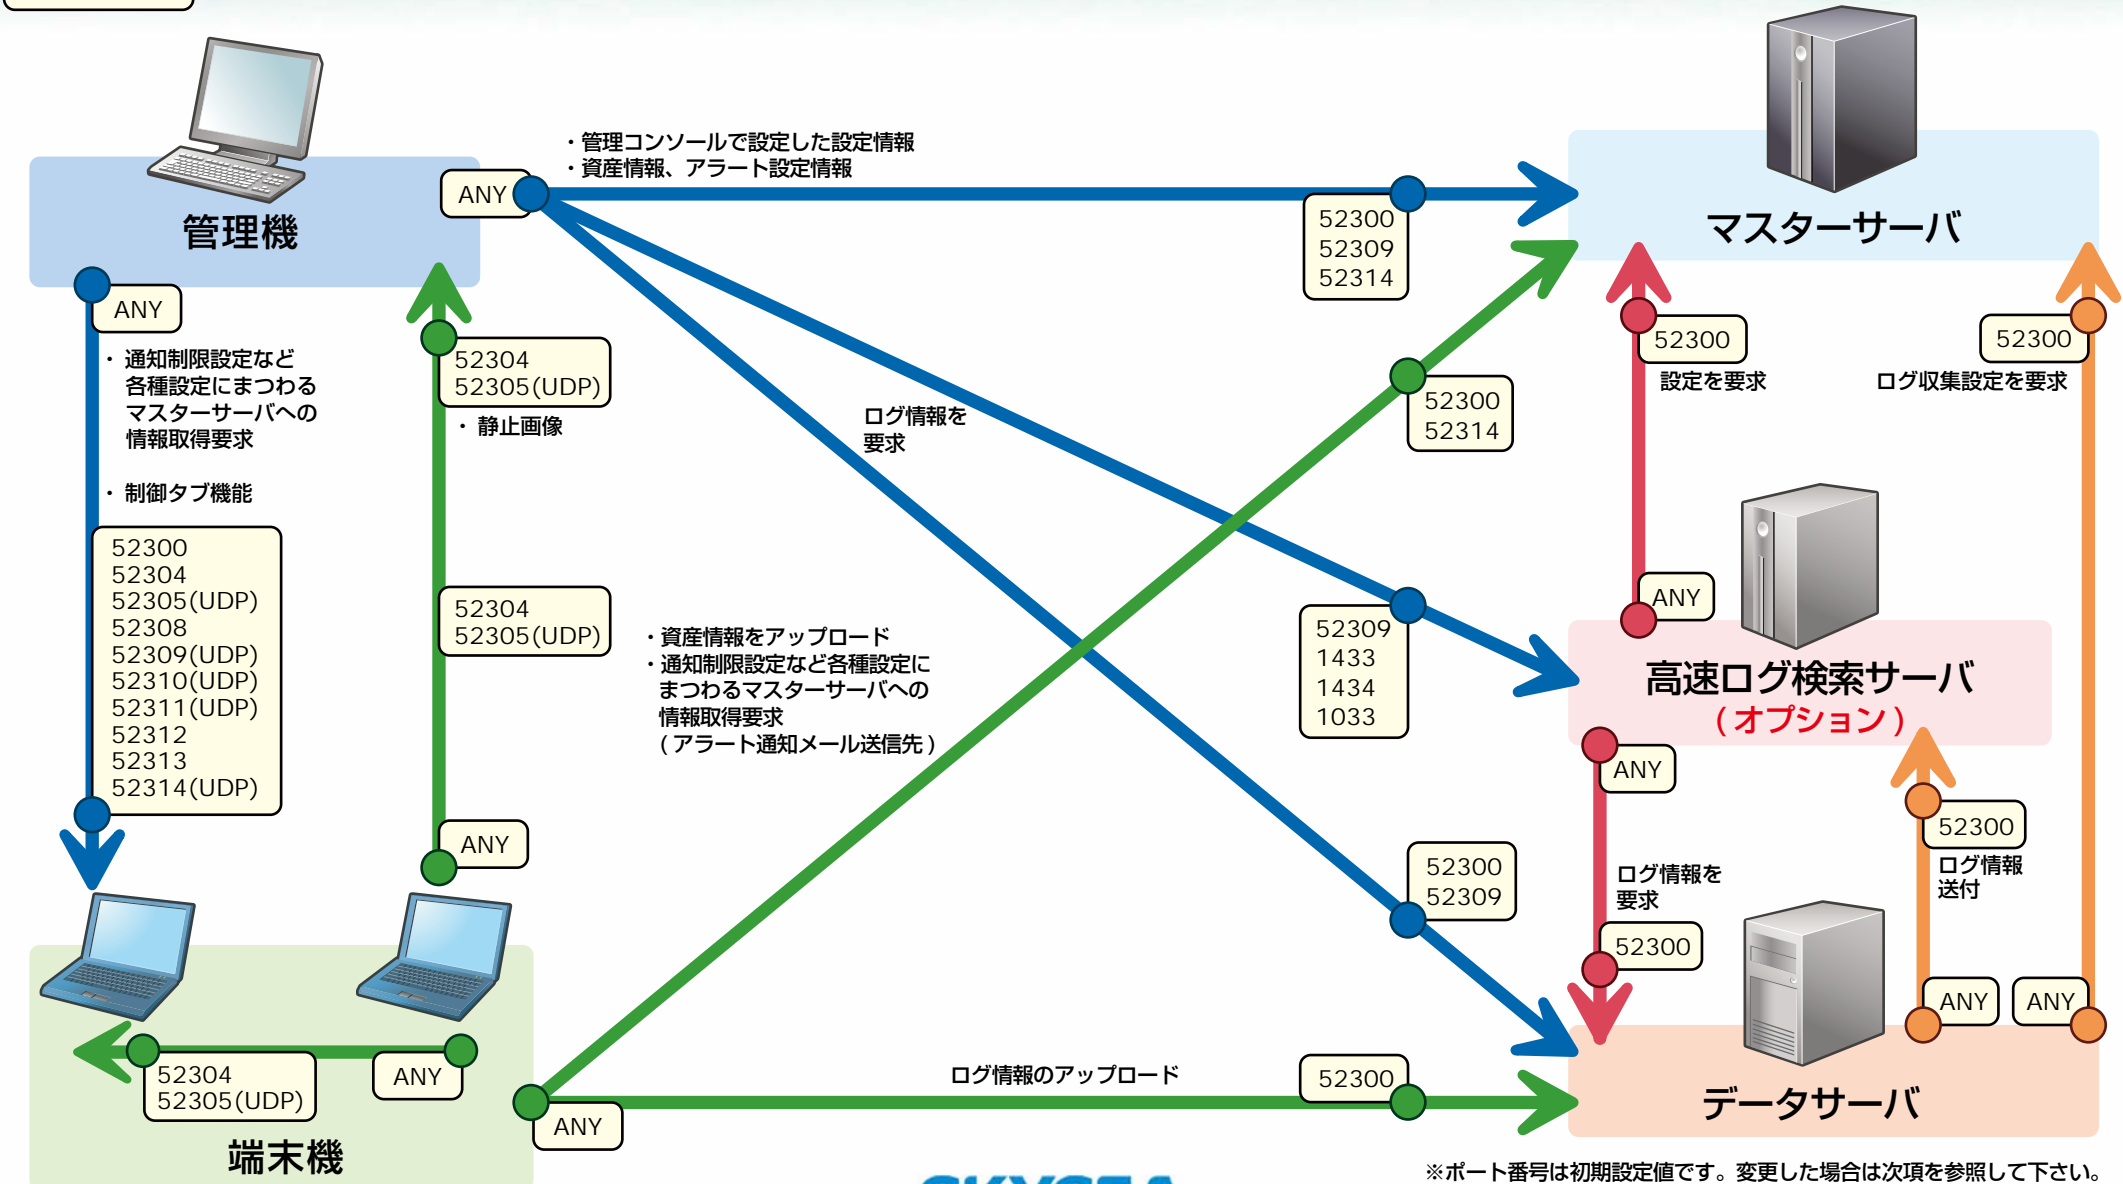 ・管理コンソールで設定した設定情報
・資産情報、アラート設定情報
ANY
管理機
52300
52309
52314
マスターサーバ
ANY
・ 通知制限設定など
各種設定にまつわる
マスターサーバへの
情報取得要求
・ 制御タブ機能
52304
52305(UDP)
・ 静止画像
ログ情報を
要求
52300
52314
52300
設定を要求
52300
ログ収集設定を要求
52300
52304
52305(UDP)
52308
52309(UDP)
52310(UDP)
52311(UDP)
52312
52313
52314(UDP)
52304
52305(UDP)
・資産情報をアップロード
・通知制限設定など各種設定に
まつわるマスターサーバへの
情報取得要求
(アラート通知メール送信先)
52309
1433
1434
1033
ANY
高速ログ検索サーバ
(オプション)
ANY
ANY
52300
52309
ログ情報を
要求
52300
52300
ログ情報
送付
ANY
ANY
52304
52305(UDP)
ANY
端末機
ANY
ログ情報のアップロード
52300
データサーバ
※ポート番号は初期設定値です。変更した場合は次項を参照して下さい。